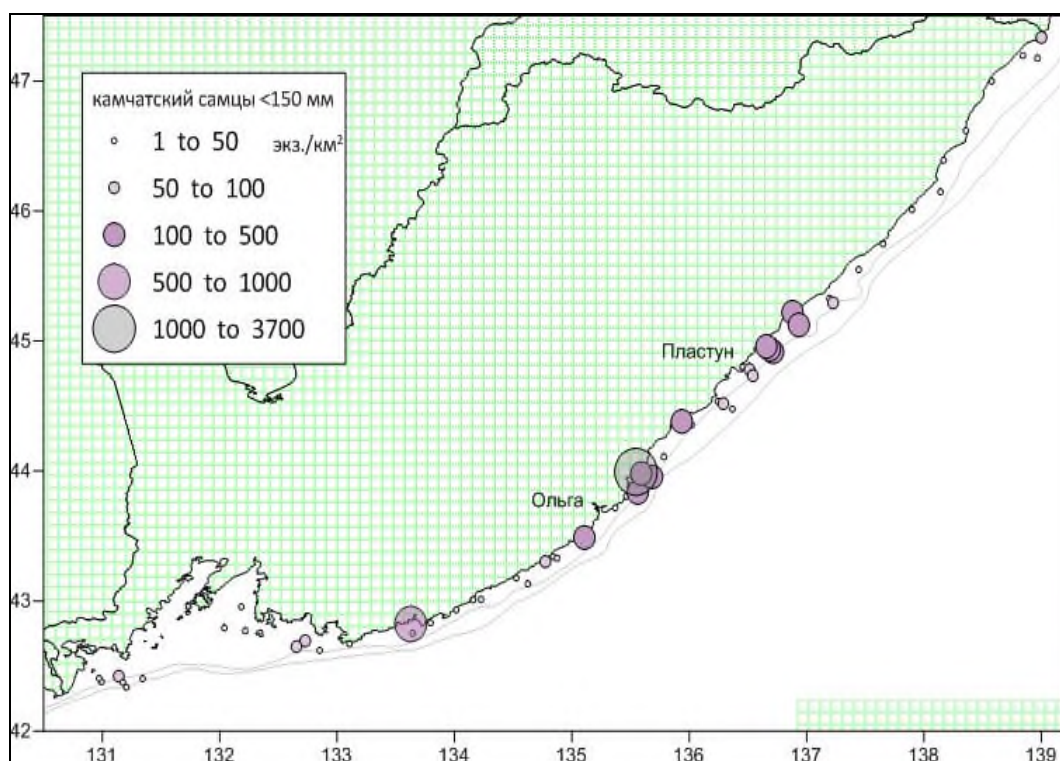 47
камчатский самцы <150 мм
1 to 50 экз./км²
50 to 100
46
100 to 500
500 to 1000
1000 to 3700
45
Пластун
44
Ольга
43
42
131 132 133 134 135 136 137 138 139